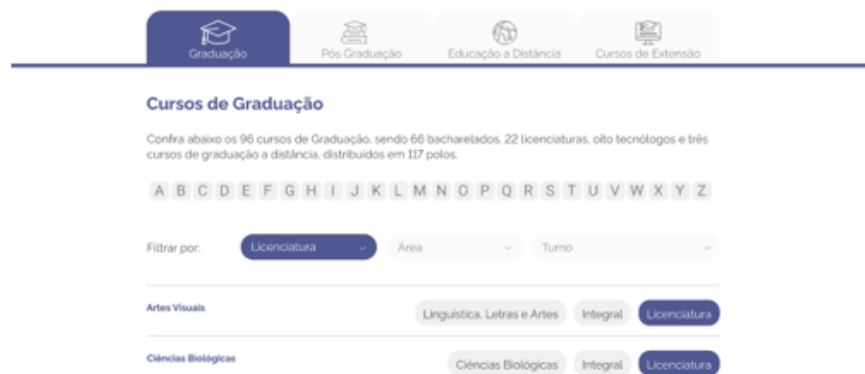 Graduação Pós Graduação Educação a Distância Cursos de Extensão
Cursos de Graduação
Confira abaixo os 96 cursos de Graduação, sendo 66 bacharelados, 22 licenciaturas, oito tecnólogos e três
cursos de graduação a distância, distribuídos em 117 polos.
A B C D E F G H I J K L M N O P Q R S T U V W X Y Z
Filtrar por: Licenciatura Área Turno
Artes Visuais Linguística, Letras e Artes Integral Licenciatura
Ciências Biológicas Ciências Biológicas Integral Licenciatura